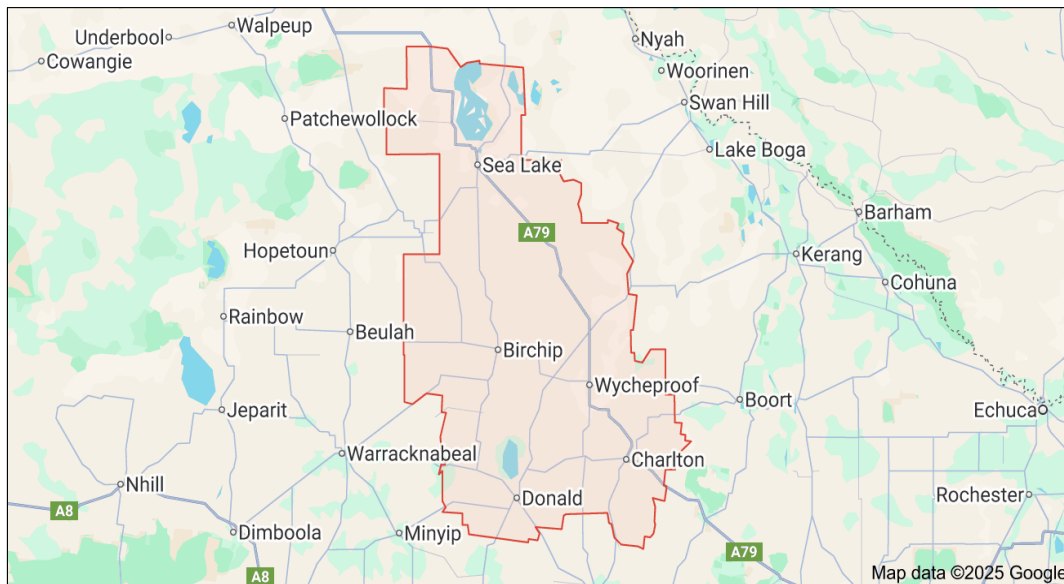 Walpeup
Underbool
Cowangie
Nyah
Woorinen
Swan Hill
Patchewollock
Lake Boga
Sea Lake
Barham
A79
Hopetoun
Kerang
Cohuna
Rainbow
Beulah
Birchip
Wycheproof
Boort
Jeparit
Echuca
Warracknabeal
Charlton
Nhill
Donald
Rochester
A8
Dimboola
Minyip
A79
A8
Map data ©2025 Google